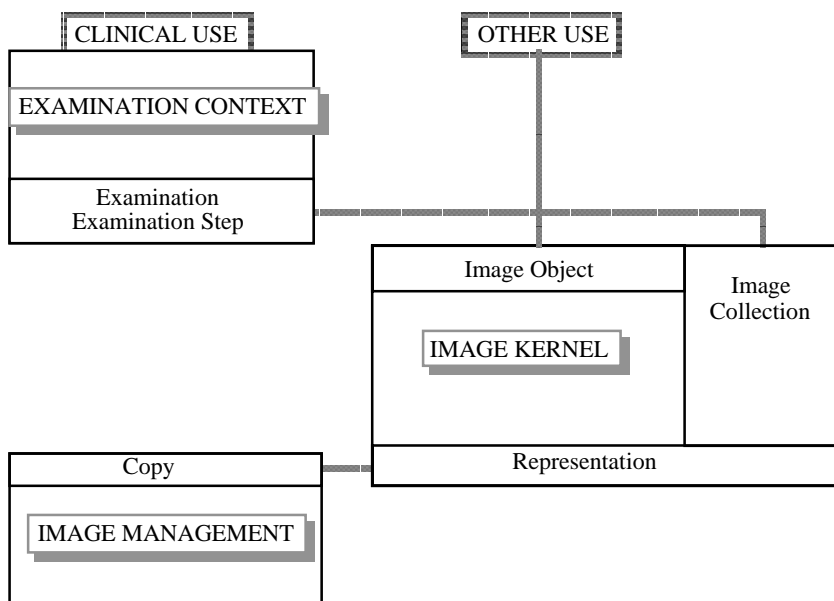 CLINICAL USE
OTHER USE
EXAMINATION CONTEXT
Examination
Examination Step
Image Object
Image
Collection
IMAGE KERNEL
Copy
Representation
IMAGE MANAGEMENT